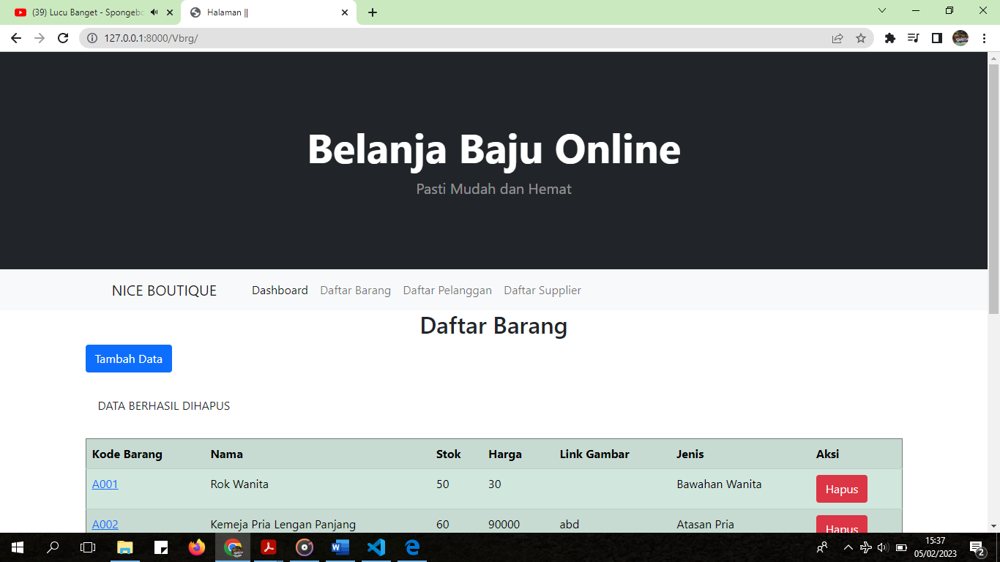 (39) Lucu Banget - Spongeb
Halaman ||
127.0.0.1:8000/Vbrg/
Belanja Baju Online
Pasti Mudah dan Hemat
NICE BOUTIQUE Dashboard Daftar Barang Daftar Pelanggan Daftar Supplier
Daftar Barang
Tambah Data
DATA BERHASIL DIHAPUS
Kode Barang Nama Stok Harga Link Gambar Jenis Aksi
A001 Rok Wanita 50 30 Bawahan Wanita Hapus
A002 Kemeja Pria Lengan Panjang 60 90000 abd Atasan Pria Hapus
15:37
05/02/2023
2